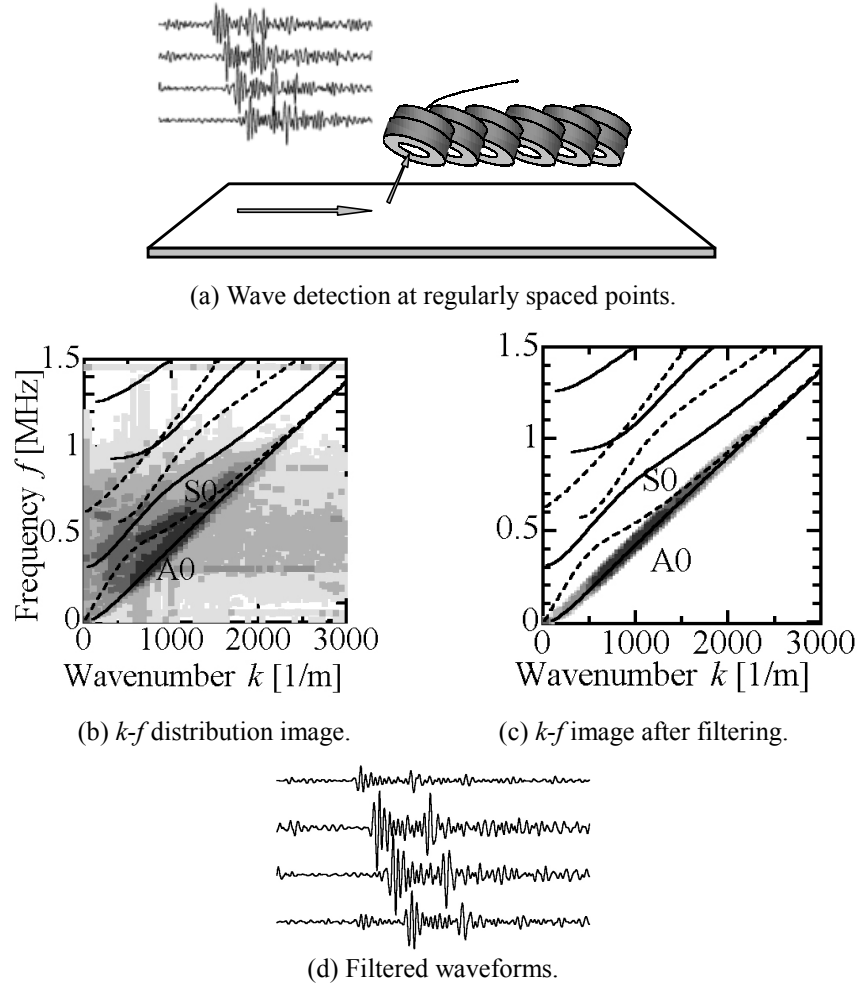 (a) Wave detection at regularly spaced points.
1.5
1
0.5
0
Frequency f [MHz]
S0
A0
0 1000 2000 3000
Wavenumber k [1/m]
(b) k-f distribution image.
1.5
1
0.5
0
S0
A0
0 1000 2000 3000
Wavenumber k [1/m]
(c) k-f image after filtering.
(d) Filtered waveforms.